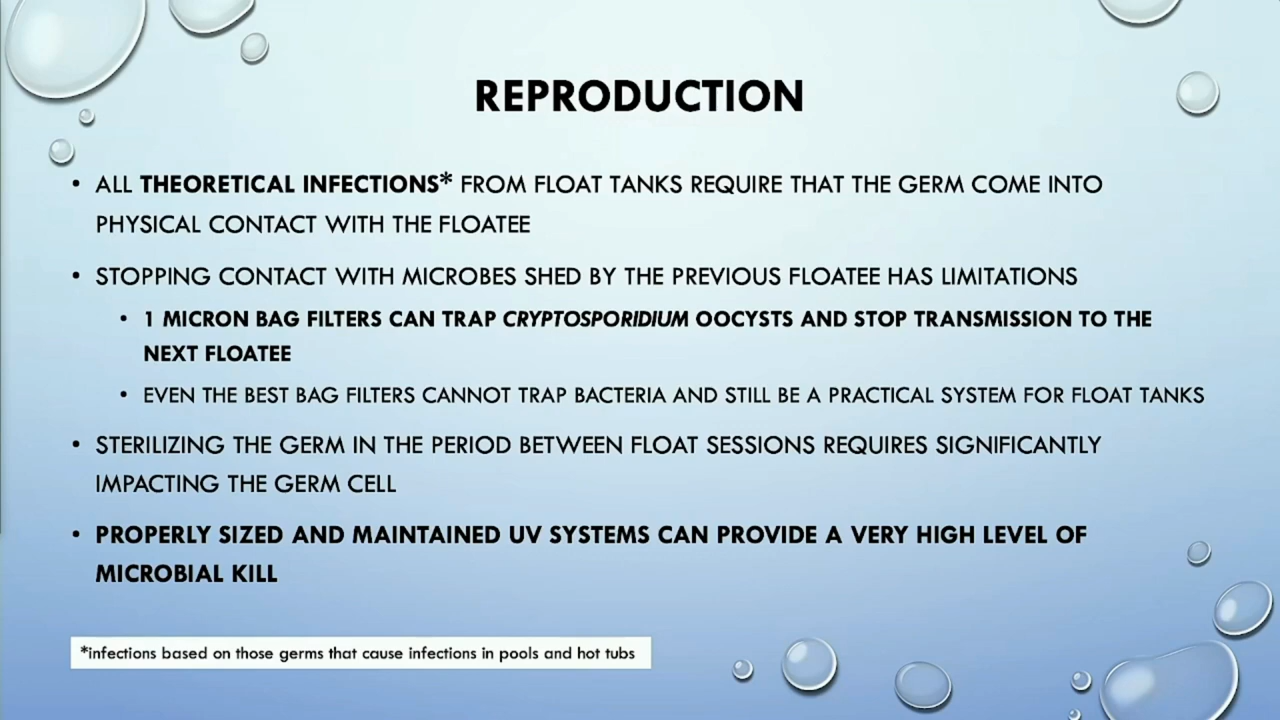 REPRODUCTION
• ALL THEORETICAL INFECTIONS* FROM FLOAT TANKS REQUIRE THAT THE GERM COME INTO
PHYSICAL CONTACT WITH THE FLOATEE
• STOPPING CONTACT WITH MICROBES SHED BY THE PREVIOUS FLOATEE HAS LIMITATIONS
• 1 MICRON BAG FILTERS CAN TRAP CRYPTOSPORIDIUM OOCYSTS AND STOP TRANSMISSION TO THE
NEXT FLOATEE
• EVEN THE BEST BAG FILTERS CANNOT TRAP BACTERIA AND STILL BE A PRACTICAL SYSTEM FOR FLOAT TANKS
• STERILIZING THE GERM IN THE PERIOD BETWEEN FLOAT SESSIONS REQUIRES SIGNIFICANTLY
IMPACTING THE GERM CELL
• PROPERLY SIZED AND MAINTAINED UV SYSTEMS CAN PROVIDE A VERY HIGH LEVEL OF
MICROBIAL KILL
*infections based on those germs that cause infections in pools and hot tubs